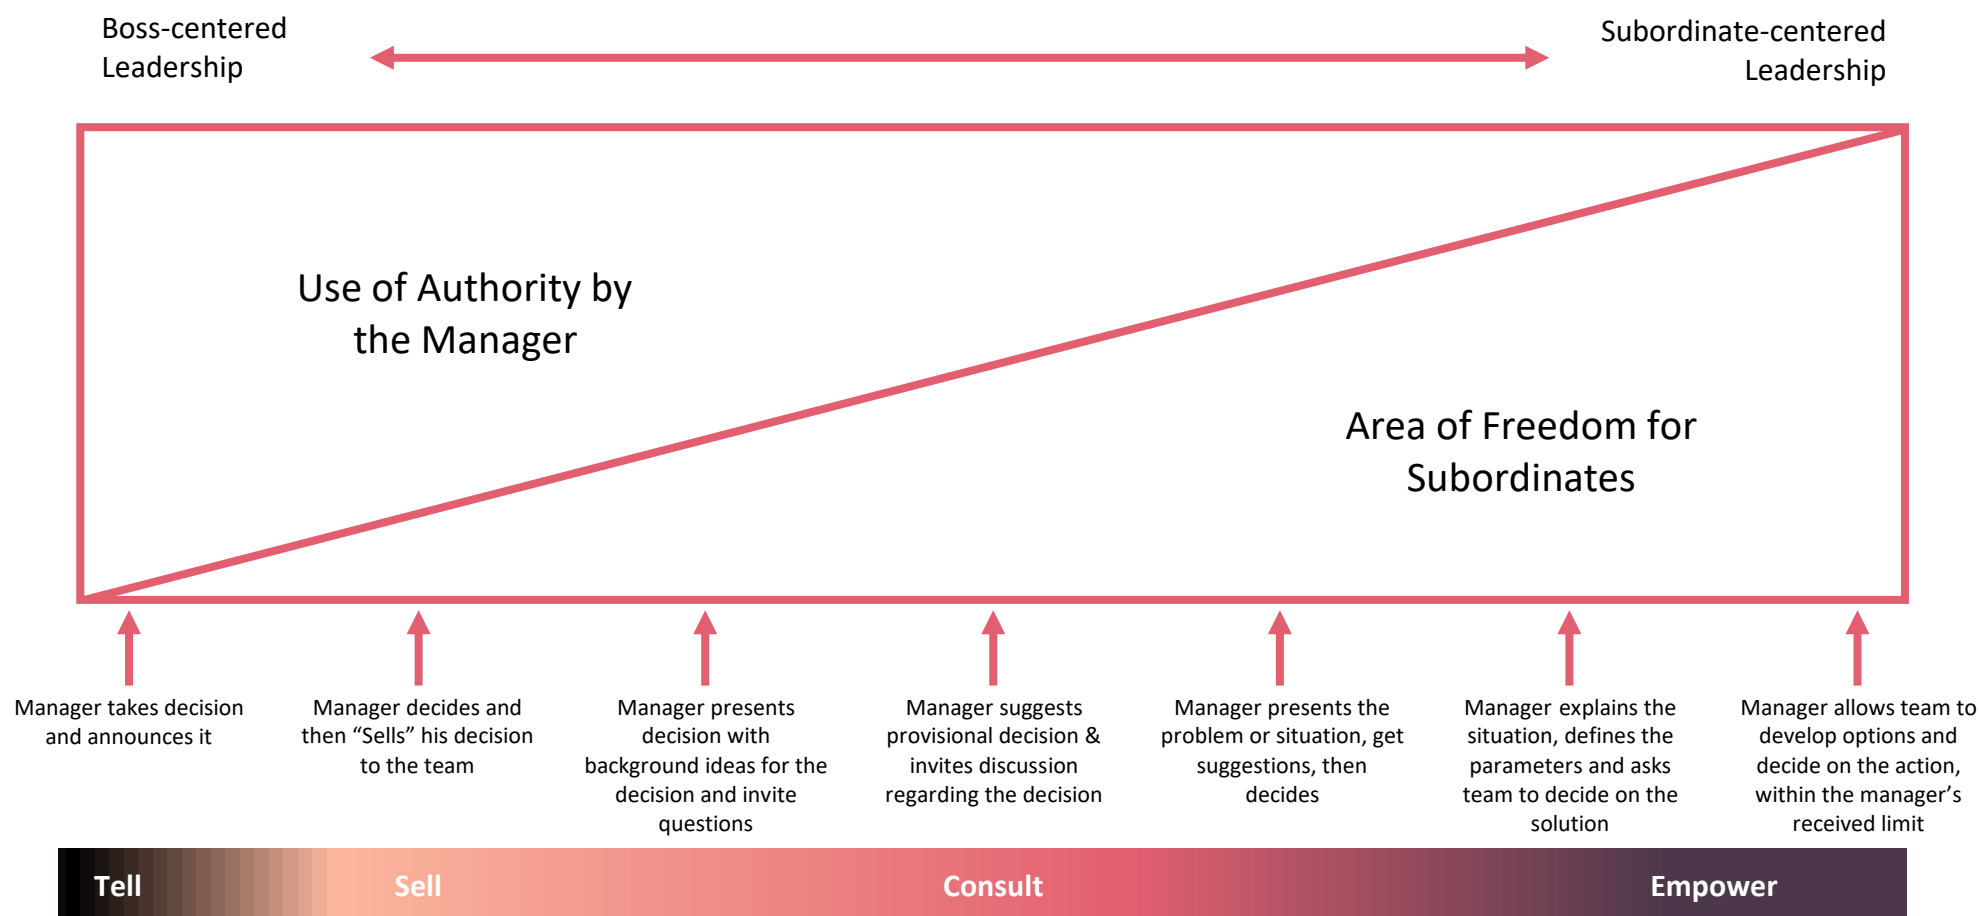 Boss-centered
Leadership
Subordinate-centered
Leadership
Use of Authority by
the Manager
Area of Freedom for
Subordinates
Manager takes decision
and announces it
Manager decides and
then “Sells” his decision
to the team
Manager presents
decision with
background ideas for the
decision and invite
questions
Manager suggests
provisional decision &
invites discussion
regarding the decision
Manager presents the
problem or situation, get
suggestions, then
decides
Manager explains the
situation, defines the
parameters and asks
team to decide on the
solution
Manager allows team to
develop options and
decide on the action,
within the manager’s
received limit
Tell
Sell
Consult
Empower